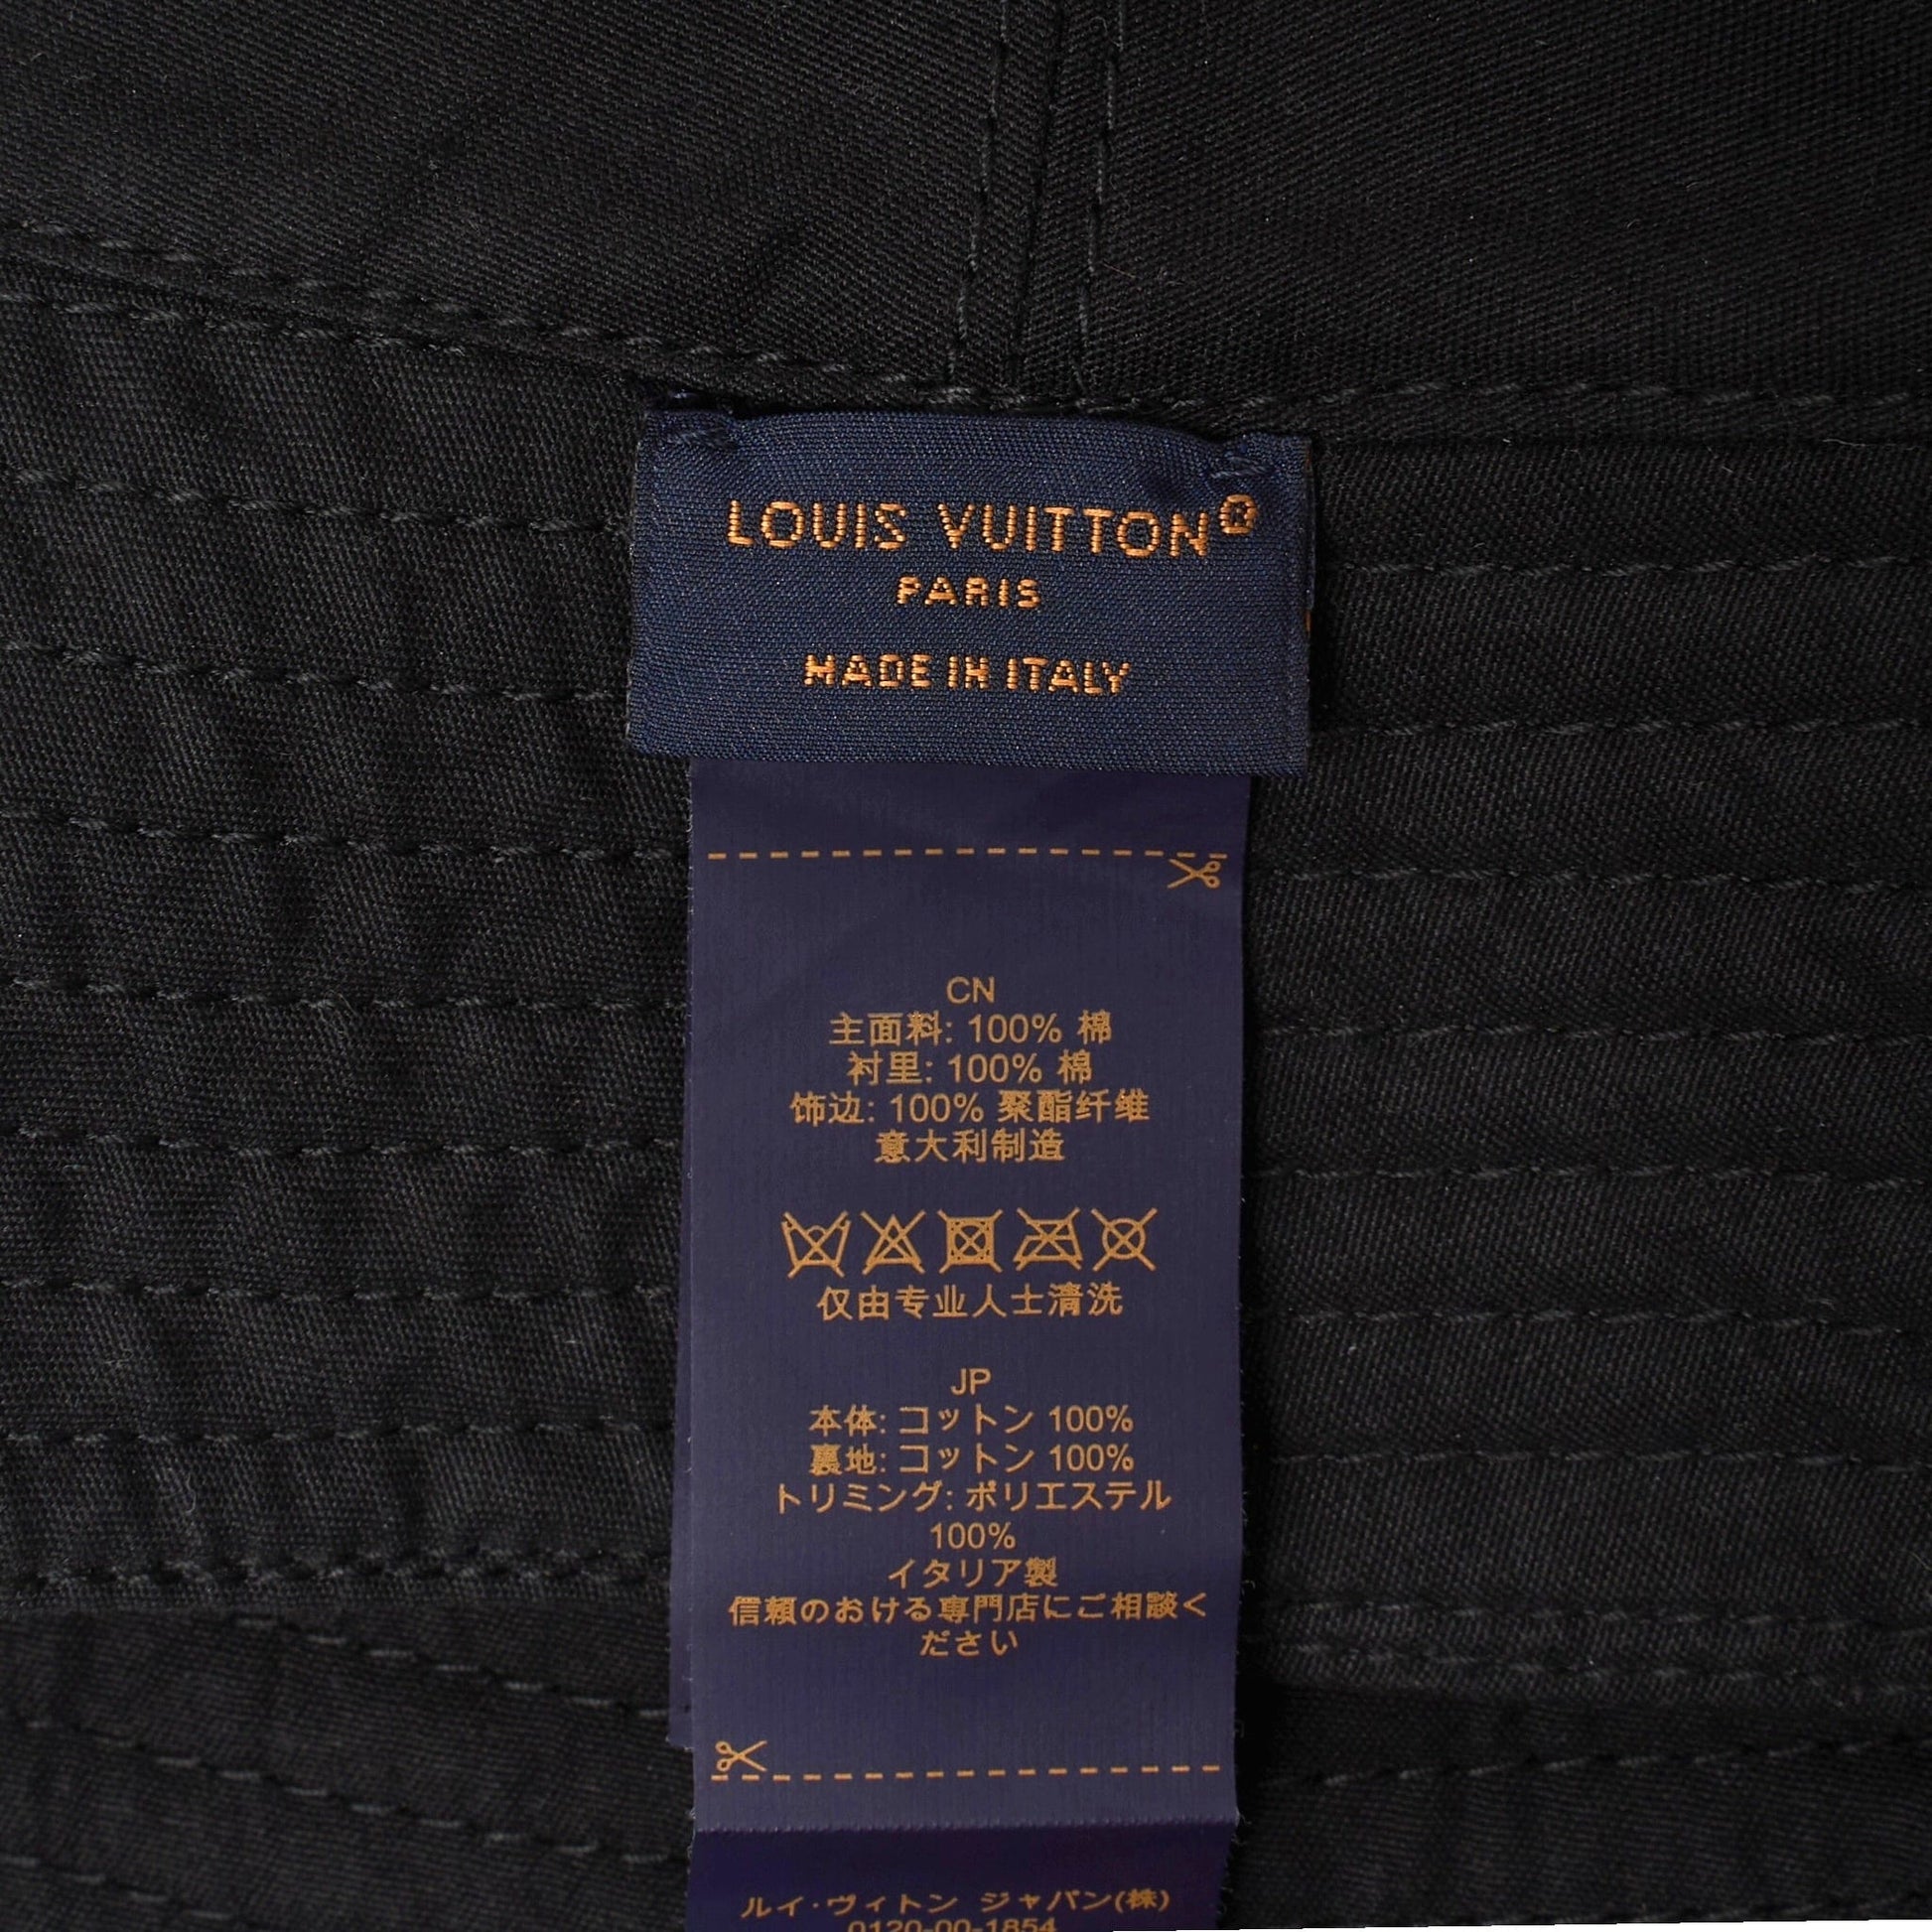 LOUIS VUITTON®
PARIS
MADE IN ITALY
CN
主面料: 100% 棉
衬里: 100% 棉
饰边: 100% 聚酯纤维
意大利制造
仅由专业人士清洗
JP
本体: コットン 100%
裏地: コットン 100%
トリミング: ポリエステル
100%
イタリア製
信頼のおける専門店にご相談く
ださい
ルイ·ヴィトン ジャパン(株)
0120-00-1854